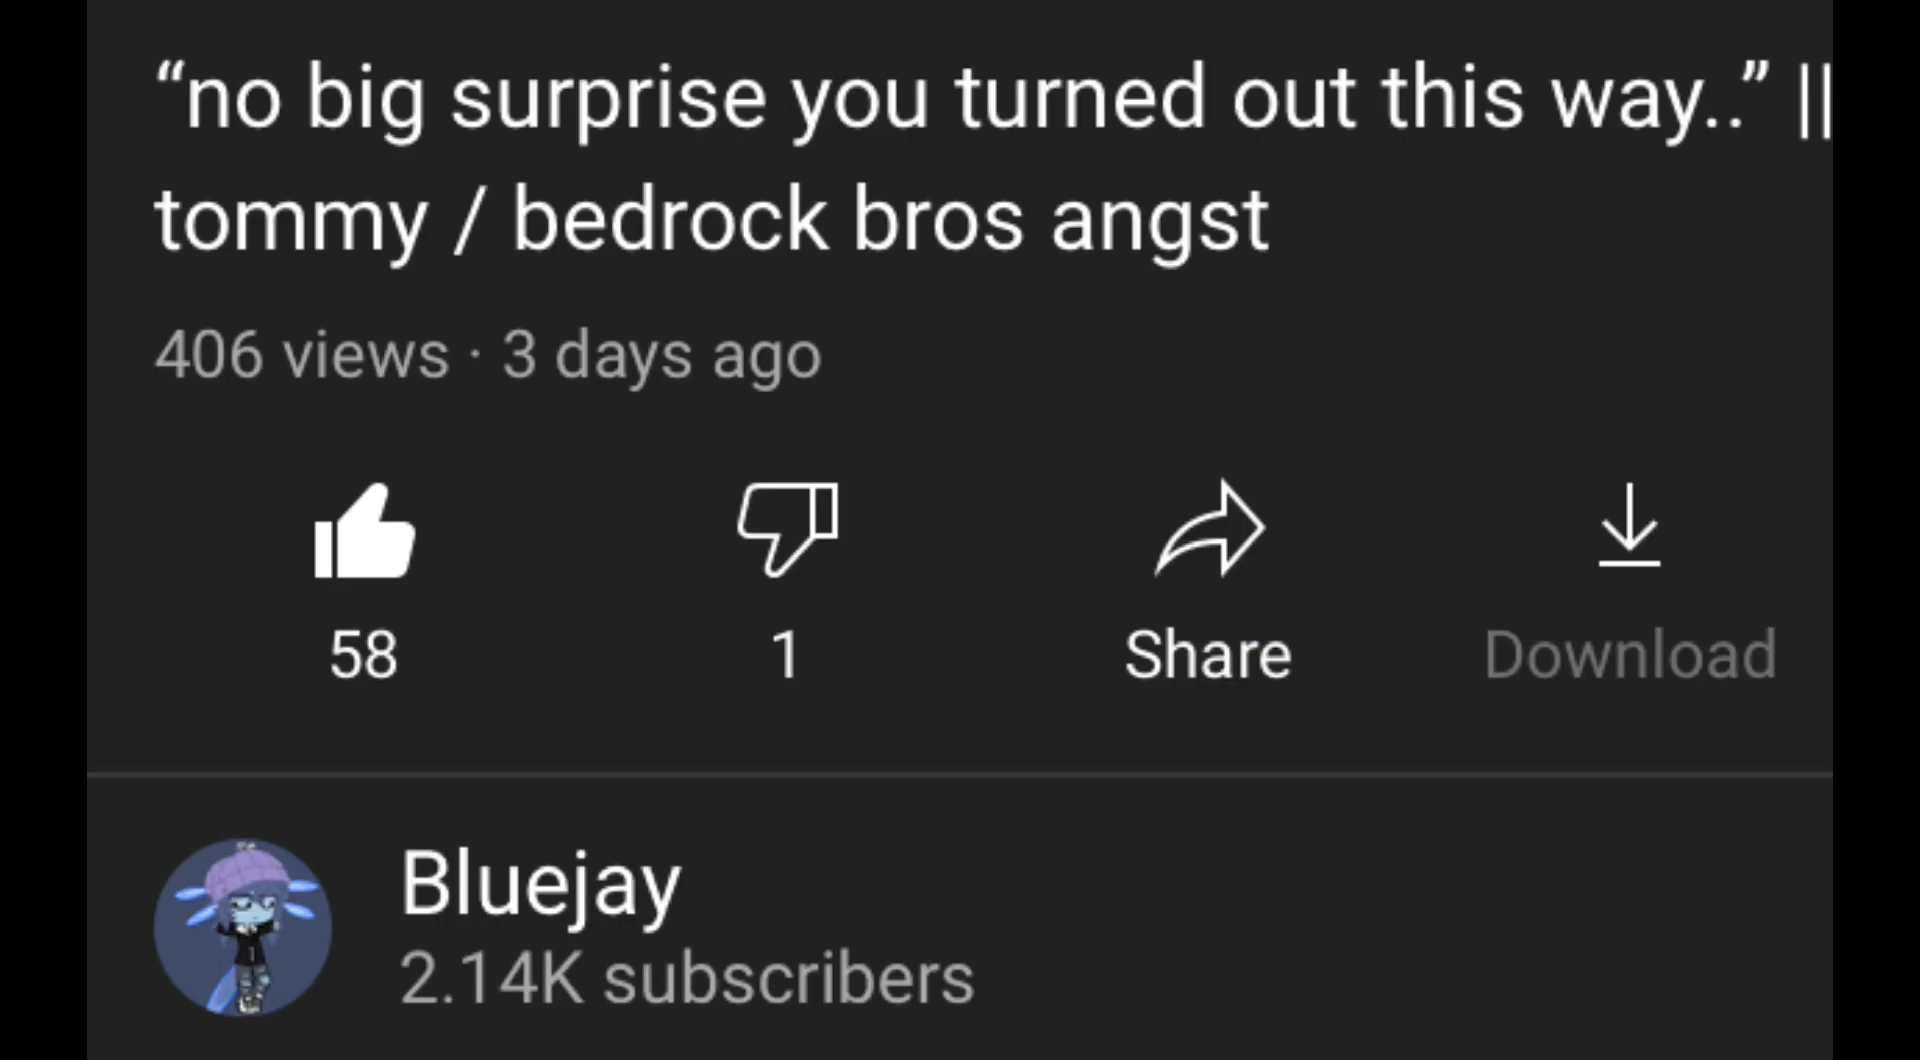 “no big surprise you turned out this way..” ||
tommy / bedrock bros angst
406 views · 3 days ago
58
1
Share
Download
Bluejay
2.14K subscribers